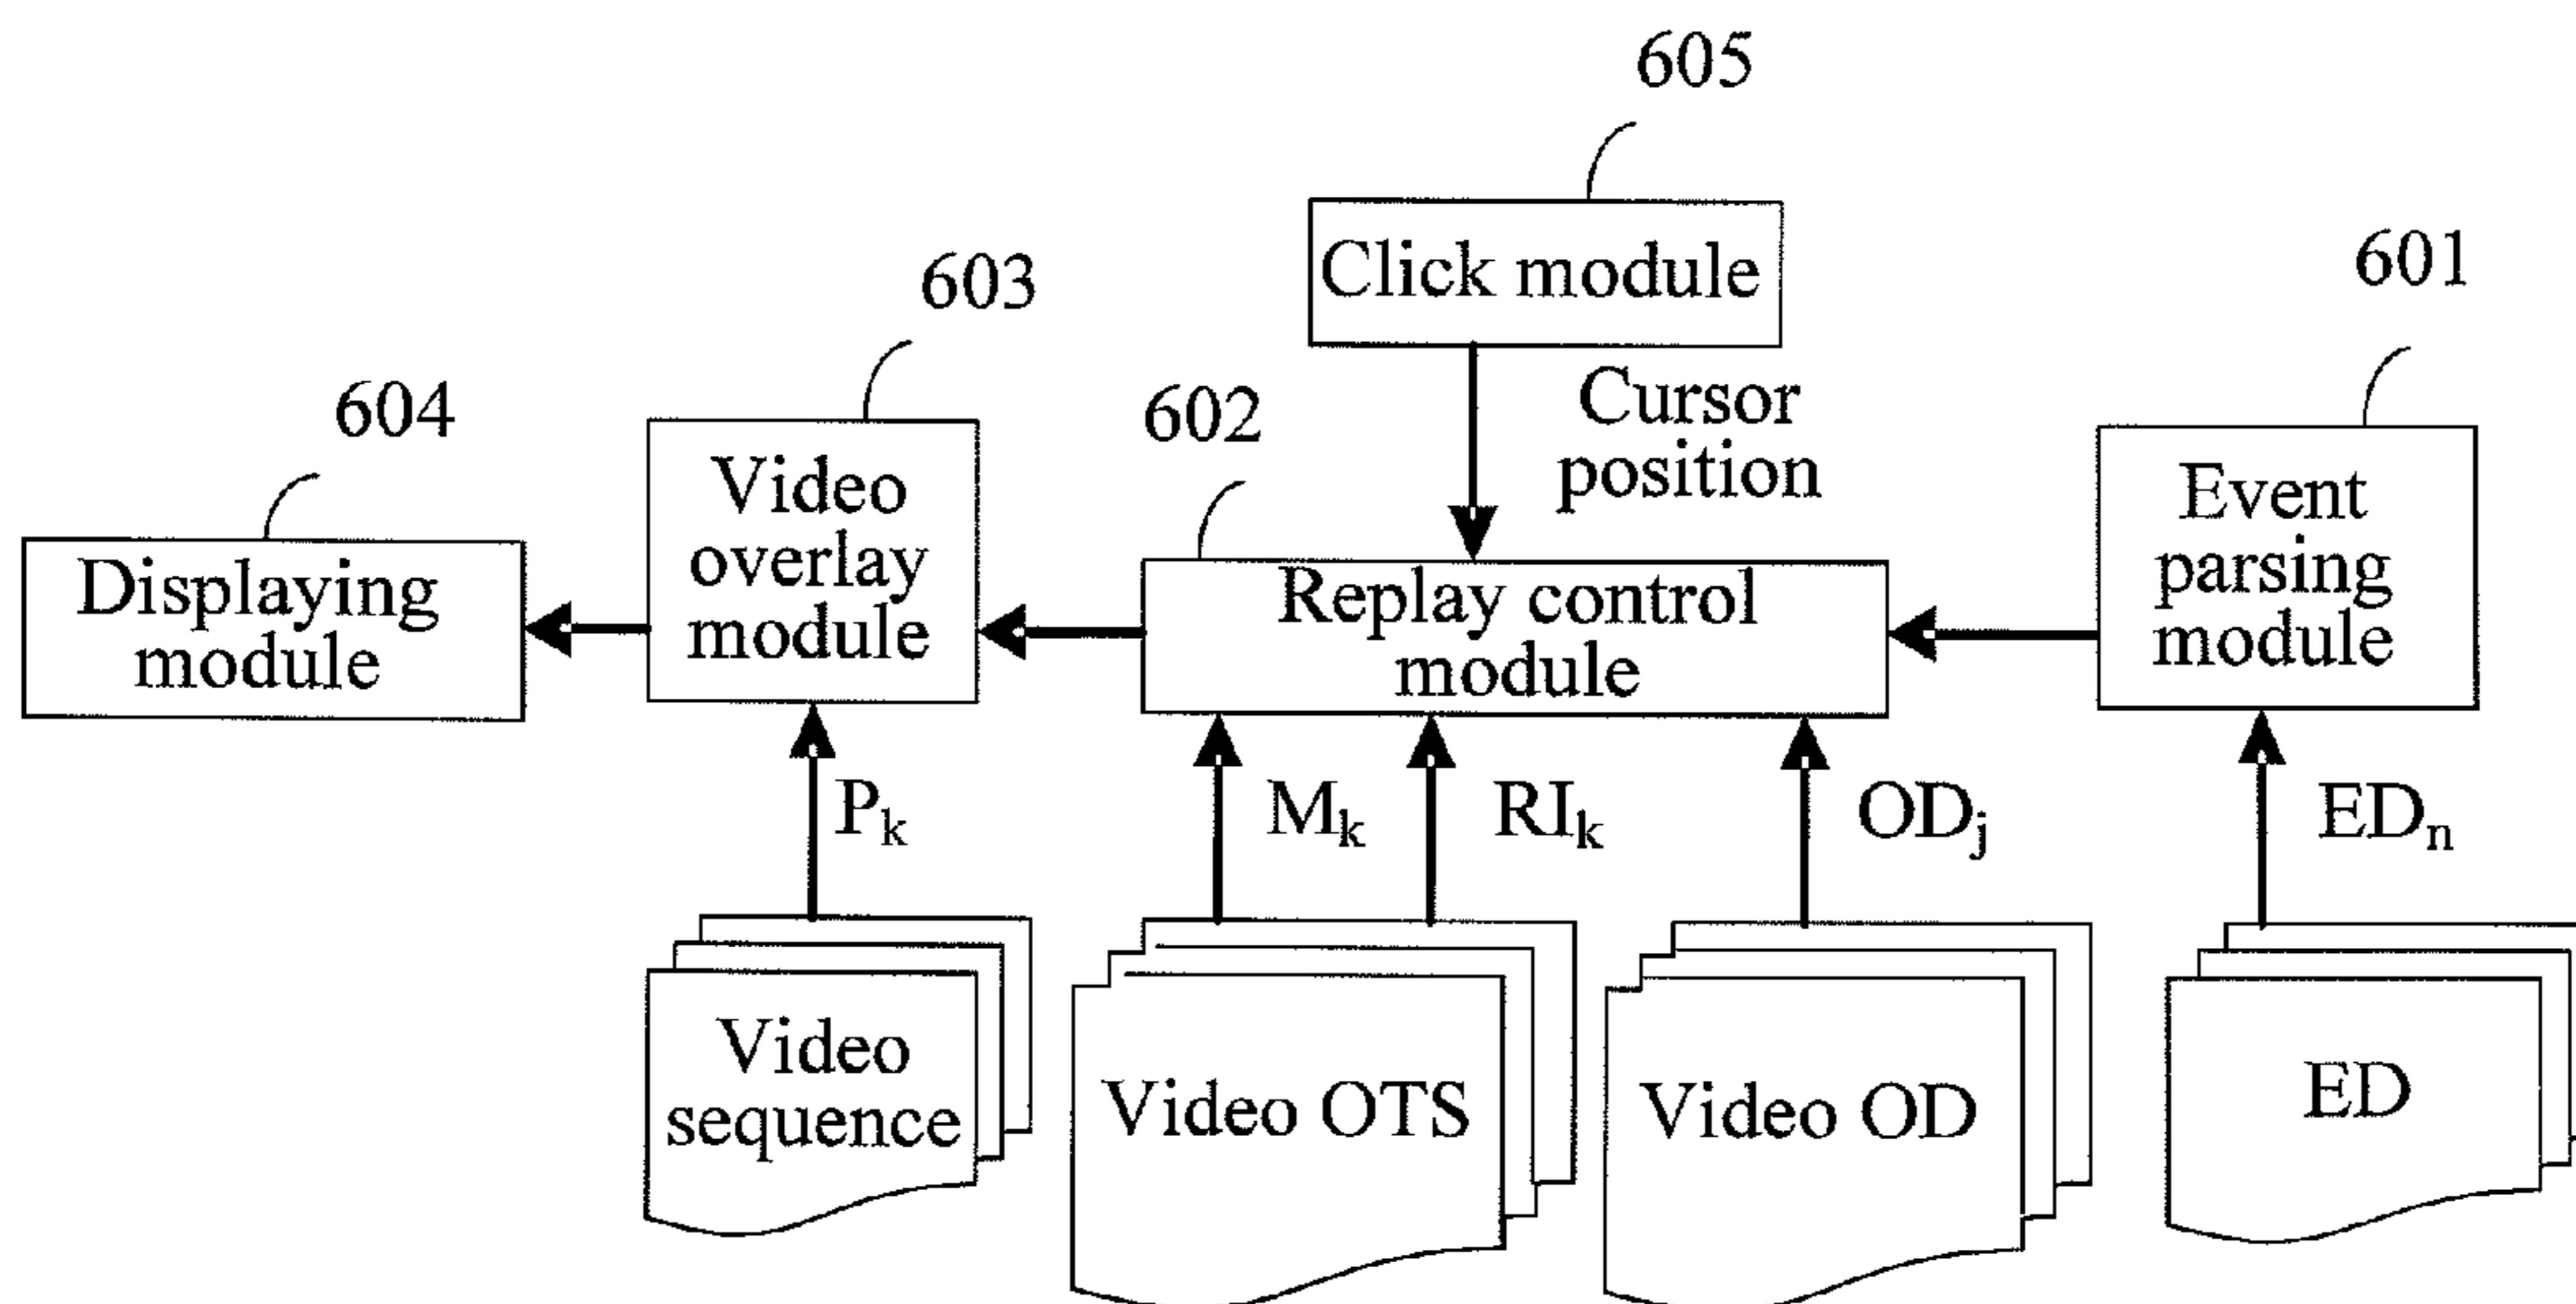 605
Click module
601
603
Cursor
position
604
602
Video
overlay
module
Event
parsing
module
Displaying
module
Replay control
module
Pk
Mk
RIk
ODj
EDn
Video
sequence
Video OTS
Video OD
ED